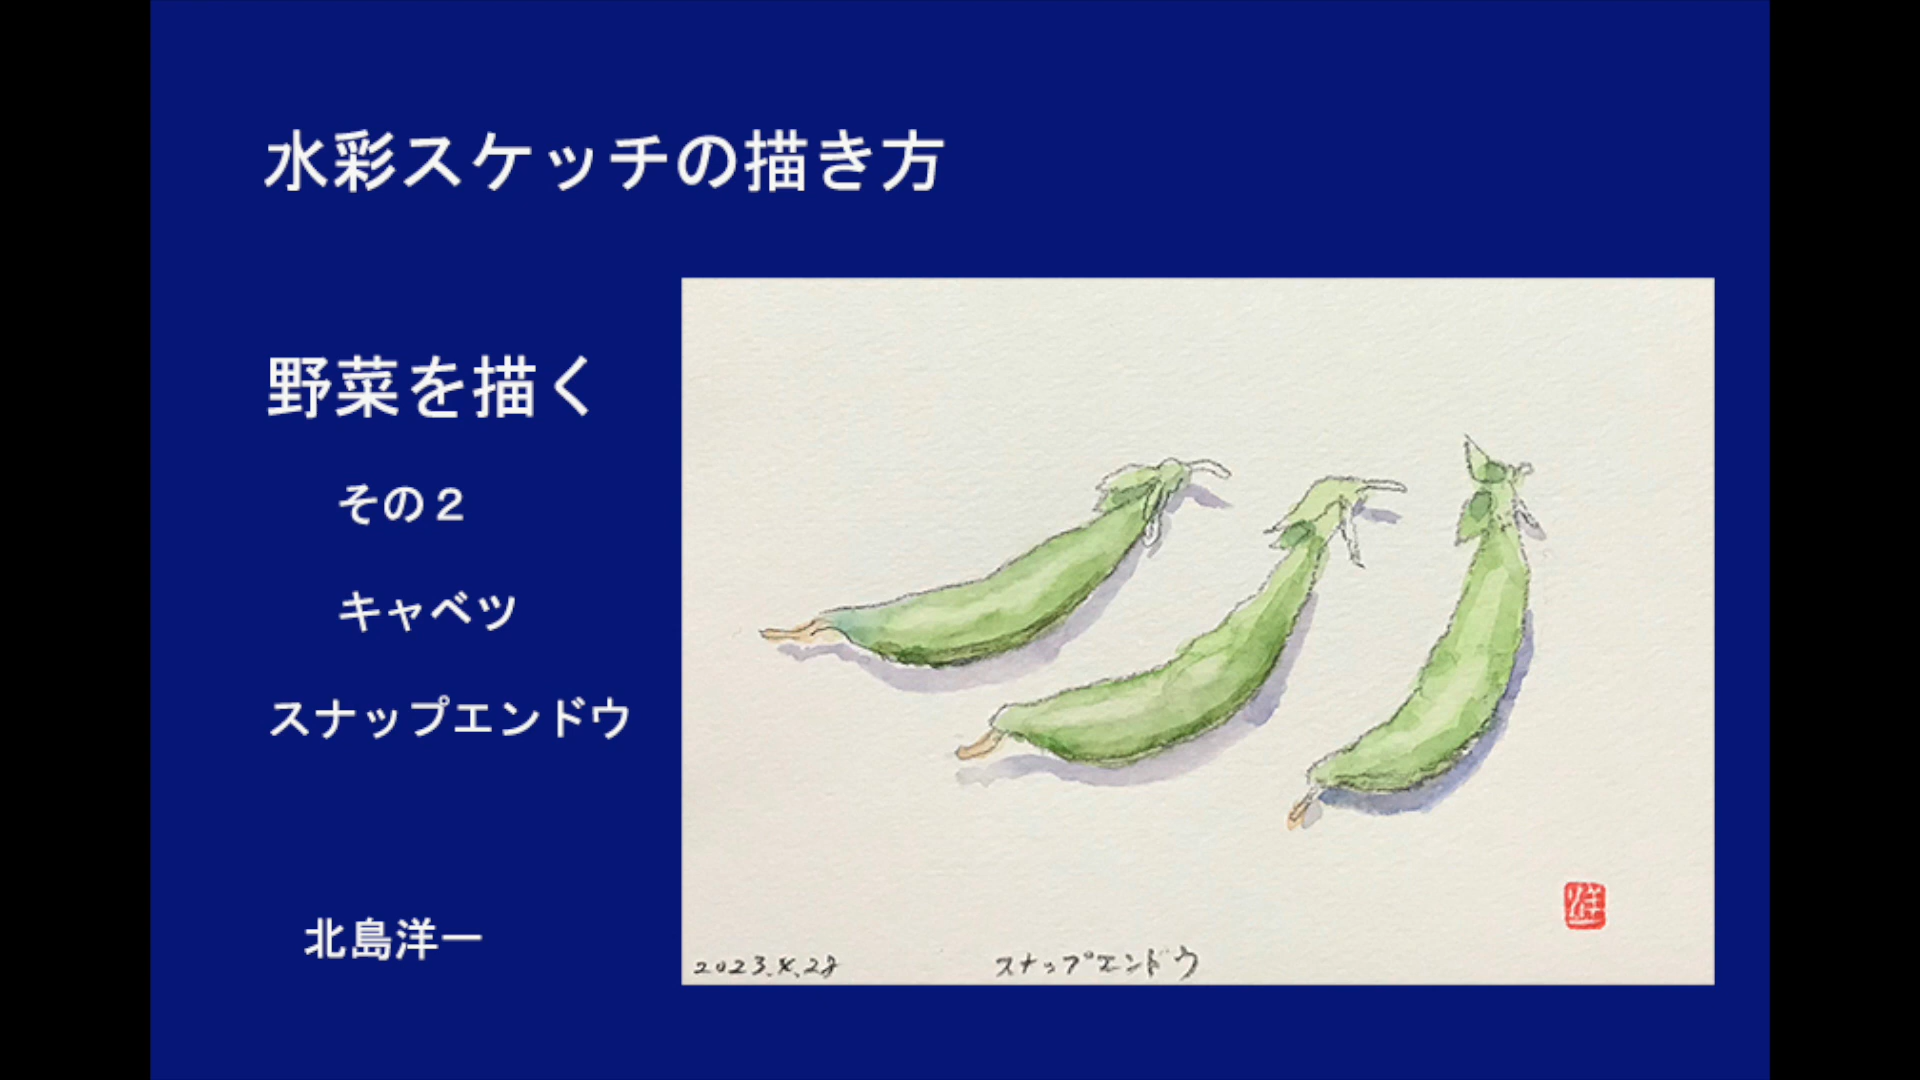 水彩スケッチの描き方
野菜を描く
その２
キャベツ
スナップエンドウ
北島洋一
2023.4.28
スナップエンドウ
洋